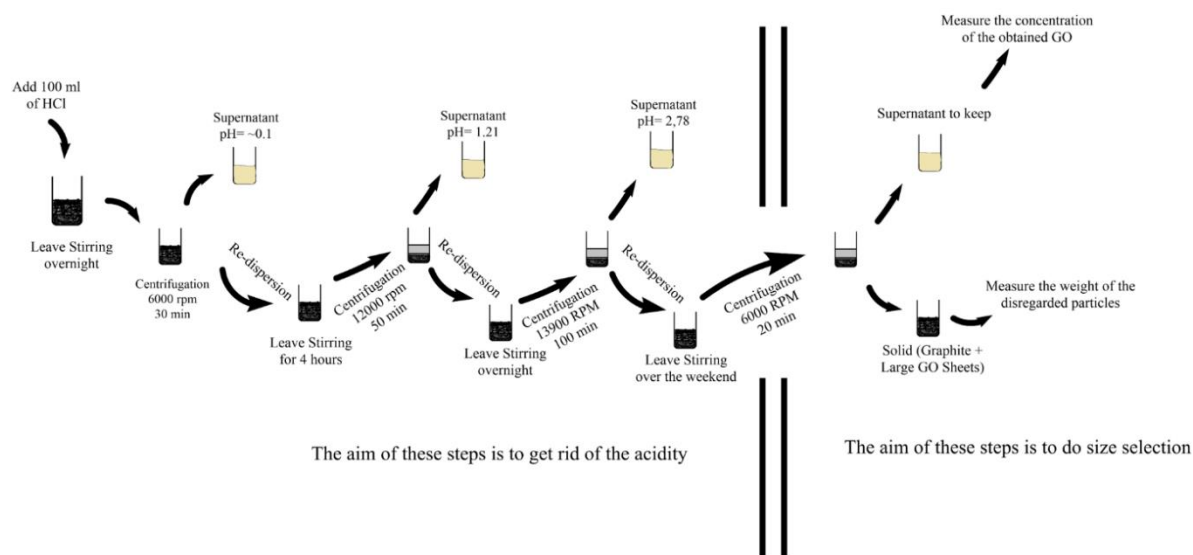 Add 100 ml
of HCl
Leave Stirring
overnight
Centrifugation
6000 rpm
30 min
Supernatant
pH= ~0.1
Re-dispersion
Leave Stirring
for 4 hours
Centrifugation
12000 rpm
50 min
Supernatant
pH= 1.21
Re-dispersion
Leave Stirring
overnight
Centrifugation
13900 RPM
100 min
Supernatant
pH= 2,78
Re-dispersion
Leave Stirring
over the weekend
Centrifugation
6000 RPM
20 min
Supernatant to keep
Measure the concentration
of the obtained GO
Solid (Graphite +
Large GO Sheets)
Measure the weight of the
disregarded particles
The aim of these steps is to get rid of the acidity
The aim of these steps is to do size selection